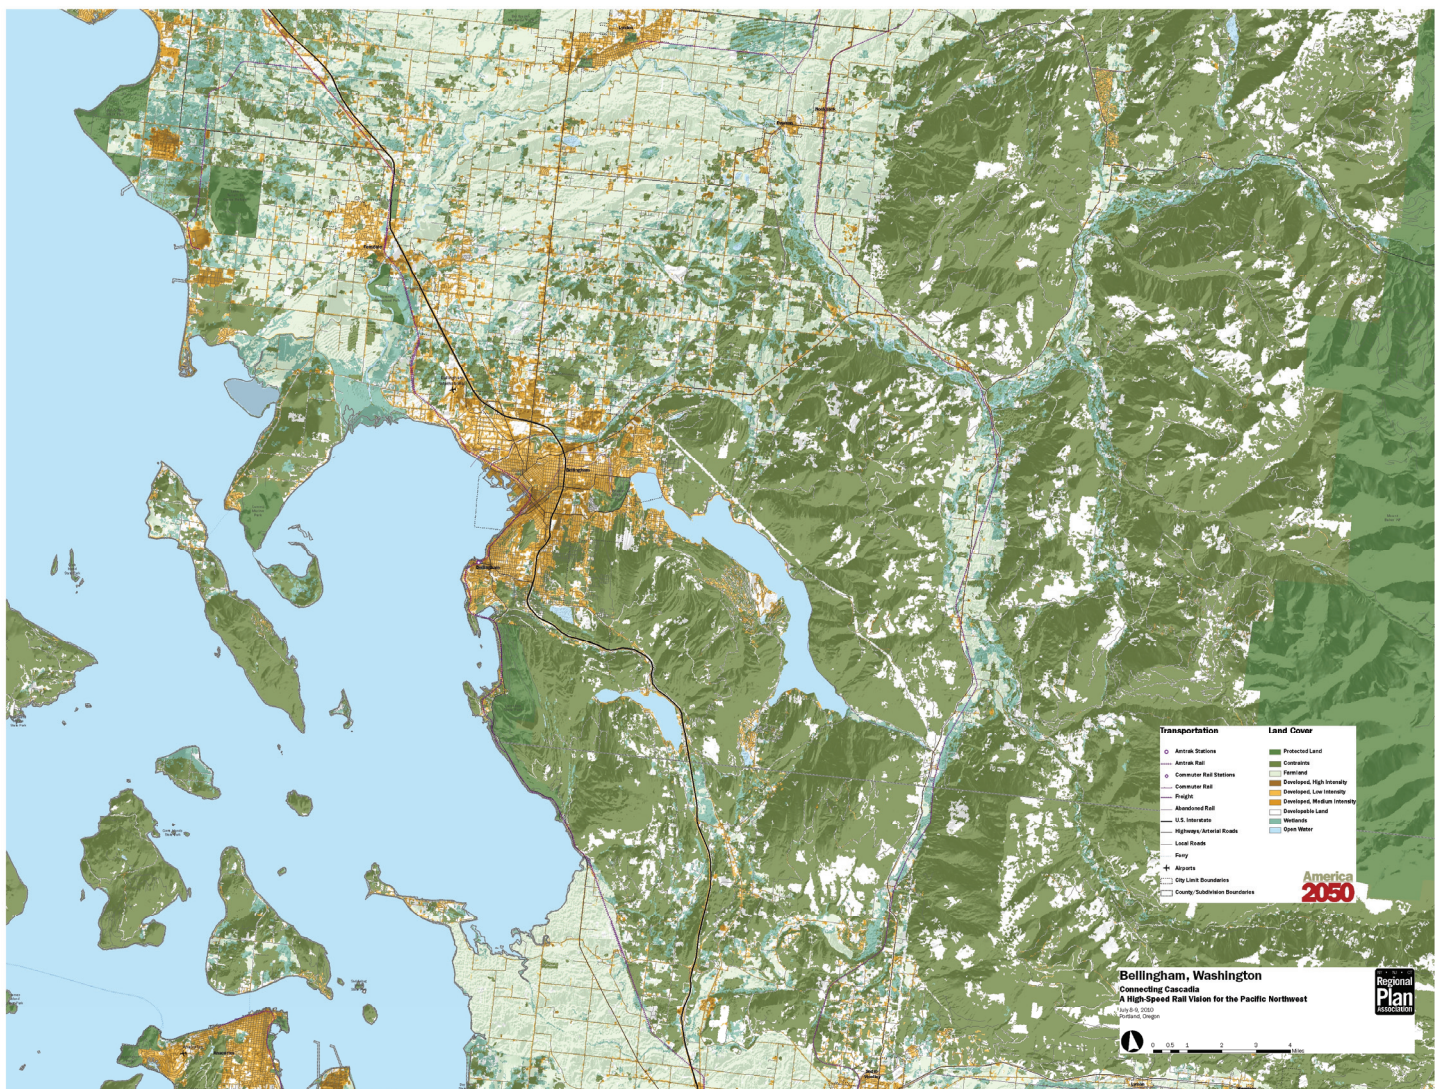 Bellingham
Transportation
Amtrak Stations
Amtrak Rail
Commuter Rail Stations
Commuter Rail
Freight
Abandoned Rail
U.S. Interstate
Highways/Arterial Roads
Local Roads
Ferry
Airports
City Limit Boundaries
County/Subdivision Boundaries
Land Cover
Protected Land
Contraints
Farmland
Developed, High Intensity
Developed, Low Intensity
Developed, Medium Intensity
Developable Land
Wetlands
Open Water
America
2050
Bellingham, Washington
Connecting Cascadia
A High-Speed Rail Vision for the Pacific Northwest
July 8-9, 2010
Portland, Oregon
0 0.5 1 2 3 4
Miles
NY • NJ • CT
Regional
Plan
Association